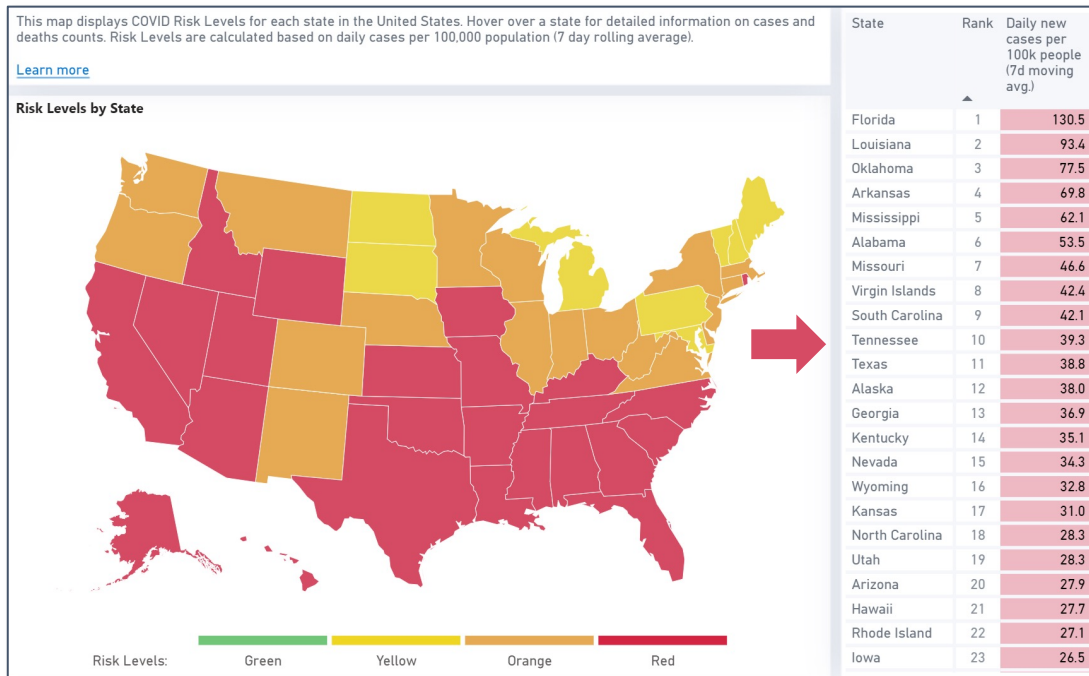 This map displays COVID Risk Levels for each state in the United States. Hover over a state for detailed information on cases and
deaths counts. Risk Levels are calculated based on daily cases per 100,000 population (7 day rolling average).
Learn more
Risk Levels by State
Risk Levels:
Green
Yellow
Orange
Red
State Rank Daily new
cases per
100k people
(7d moving
avg.)
Florida 1 130.5
Louisiana 2 93.4
Oklahoma 3 77.5
Arkansas 4 69.8
Mississippi 5 62.1
Alabama 6 53.5
Missouri 7 46.6
Virgin Islands 8 42.4
South Carolina 9 42.1
Tennessee 10 39.3
Texas 11 38.8
Alaska 12 38.0
Georgia 13 36.9
Kentucky 14 35.1
Nevada 15 34.3
Wyoming 16 32.8
Kansas 17 31.0
North Carolina 18 28.3
Utah 19 28.3
Arizona 20 27.9
Hawaii 21 27.7
Rhode Island 22 27.1
Iowa 23 26.5